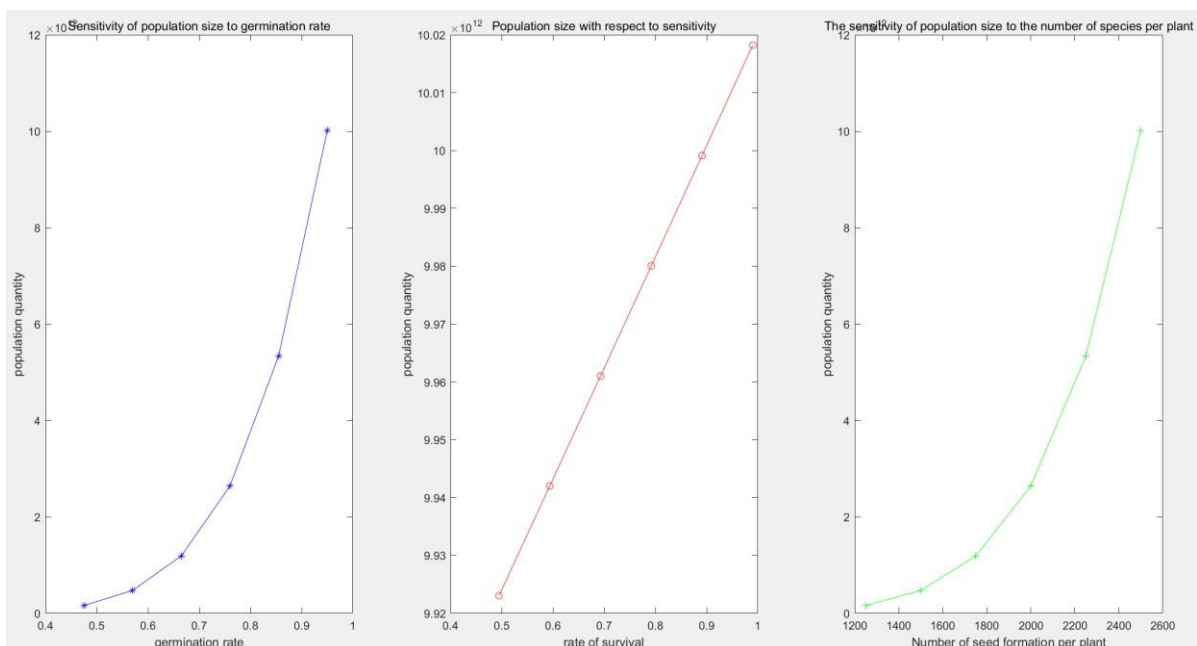 Sensitivity of population size to germination rate
×10
12
10
8
6
4
2
0
population quantity
0.4 0.5 0.6 0.7 0.8 0.9 1
germination rate
Population size with respect to sensitivity
×10 12
10.02
10.01
10
9.99
9.98
9.97
9.96
9.95
9.94
9.93
9.92
population quantity
0.4 0.5 0.6 0.7 0.8 0.9 1
rate of survival
The sensitivity of population size to the number of species per plant
12
10
8
6
4
2
0
population quantity
1200 1400 1600 1800 2000 2200 2400 2600
Number of seed formation per plant